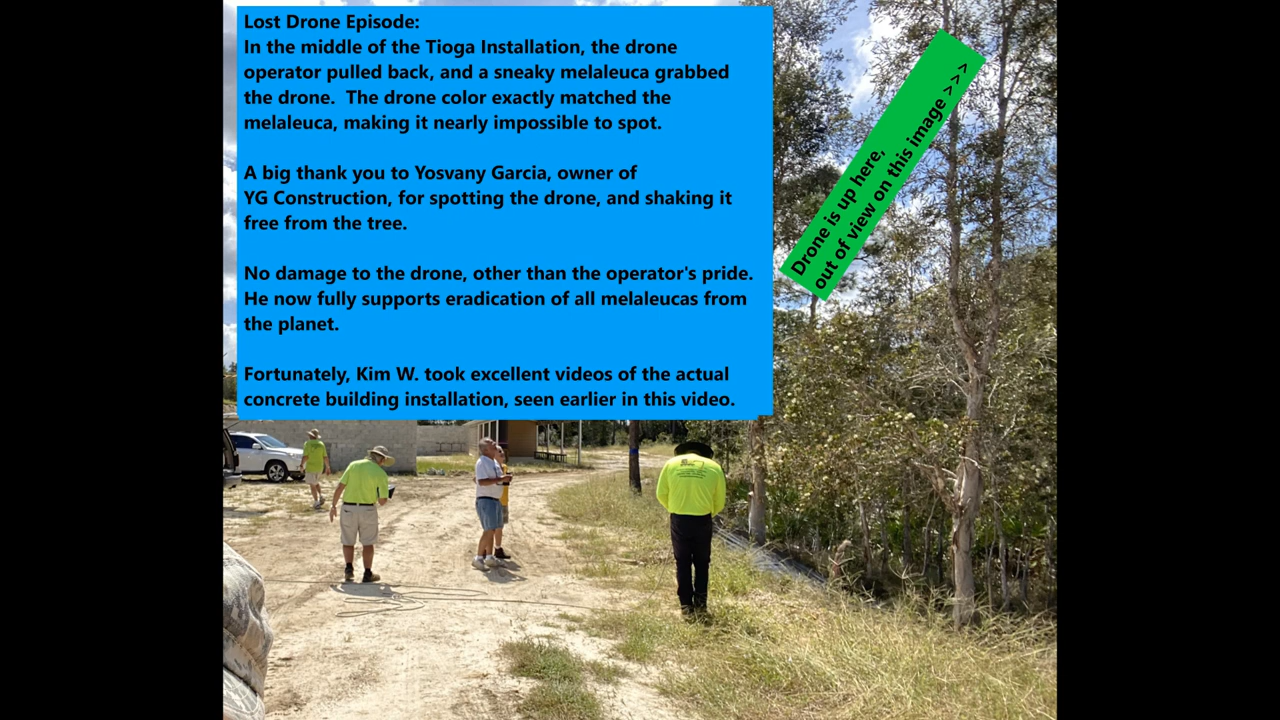 Lost Drone Episode:
In the middle of the Tioga Installation, the drone
operator pulled back, and a sneaky melaleuca grabbed
the drone.  The drone color exactly matched the
melaleuca, making it nearly impossible to spot.
A big thank you to Yosvany Garcia, owner of
YG Construction, for spotting the drone, and shaking it
free from the tree.
No damage to the drone, other than the operator's pride.
He now fully supports eradication of all melaleucas from
the planet.
Fortunately, Kim W. took excellent videos of the actual
concrete building installation, seen earlier in this video.
Drone is up here,
out of view on this image > > >